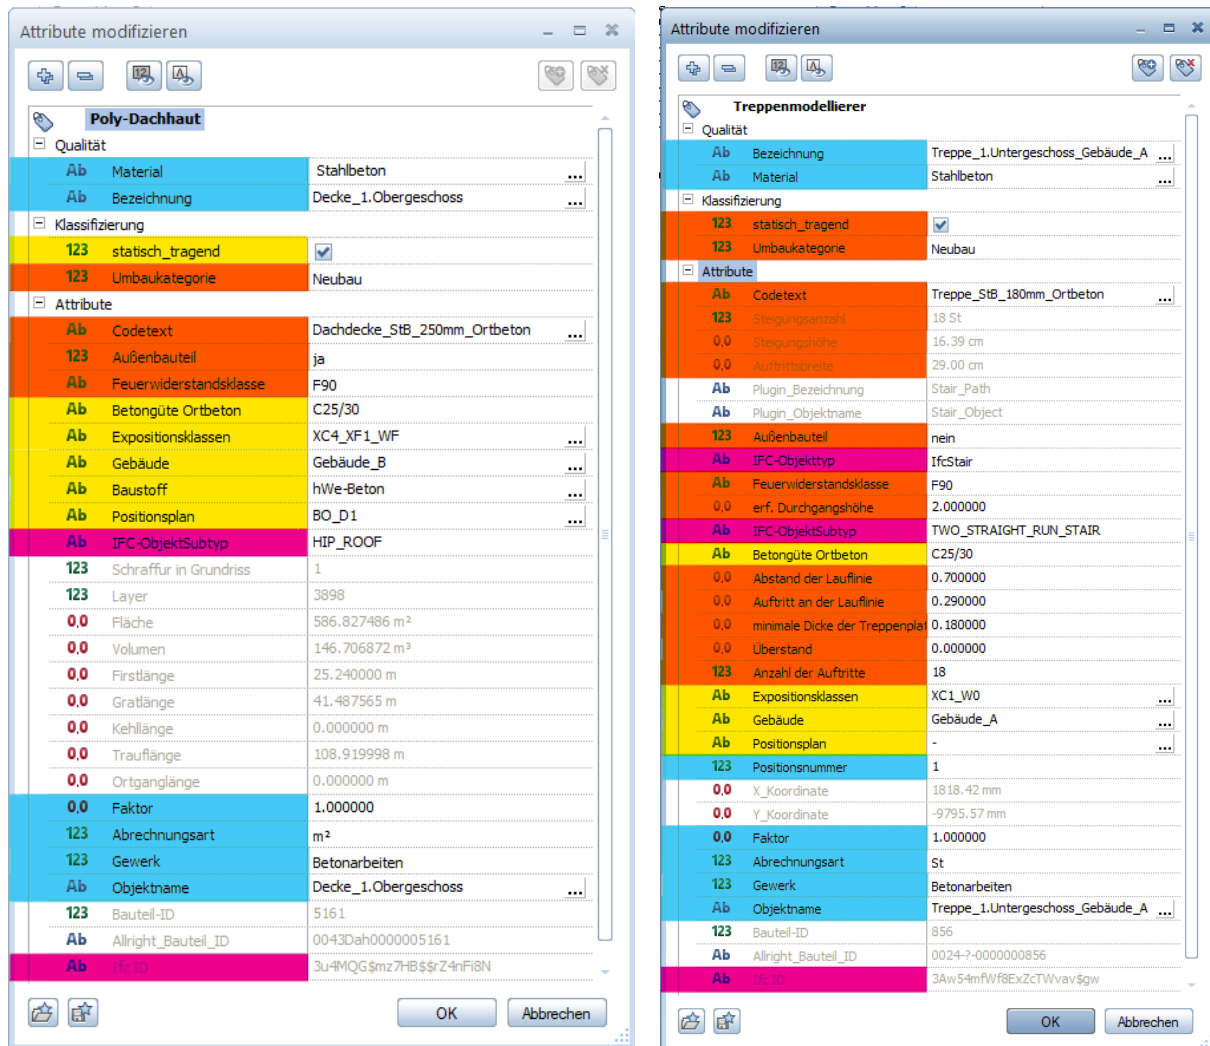 Attribute modifizieren
Poly-Dachhaut
Qualität
Ab Material Stahlbeton ...
Ab Bezeichnung Decke_1.Obergeschoss ...
Klassifizierung
123 statisch_tragend
123 Umbaukategorie Neubau
Attribute
Ab Codetext Dachdecke_StB_250mm_Ortbeton ...
123 Außenbauteil ja
Ab Feuerwiderstandsklasse F90
Ab Betongüte Ortbeton C25/30
Ab Expositionsklassen XC4_XF1_WF ...
Ab Gebäude Gebäude_B ...
Ab Baustoff hWe-Beton ...
Ab Positionsplan BO_D1 ...
Ab IFC-ObjektSubtyp HIP_ROOF
123 Schraffur in Grundriss 1
123 Layer 3898
0,0 Fläche 586.827486 m²
0,0 Volumen 146.706872 m³
0,0 Firstlänge 25.240000 m
0,0 Gratlänge 41.487565 m
0,0 Kehllänge 0.000000 m
0,0 Trauflänge 108.919998 m
0,0 Ortganglänge 0.000000 m
0,0 Faktor 1.000000
123 Abrechnungsart m²
123 Gewerk Betonarbeiten
Ab Objektname Decke_1.Obergeschoss ...
123 Bauteil-ID 5161
Ab Allright_Bauteil_ID 0043Dah0000005161
Ab Ifc ID 3u4MQG$mz7HB$$rZ4nFi8N
OK Abbrechen
Attribute modifizieren
Treppenmodellierer
Qualität
Ab Bezeichnung Treppe_1.Untergeschoss_Gebäude_A ...
Ab Material Stahlbeton ...
Klassifizierung
123 statisch_tragend
123 Umbaukategorie Neubau
Attribute
Ab Codetext Treppe_StB_180mm_Ortbeton ...
123 Steigungsanzahl 18 St
0,0 Steigungshöhe 16.39 cm
0,0 Auftrittsbreite 29.00 cm
Ab Plugin_Bezeichnung Stair_Path
Ab Plugin_Objektname Stair_Object
123 Außenbauteil nein
Ab IFC-Objekttyp IfcStair
Ab Feuerwiderstandsklasse F90
0,0 erf. Durchgangshöhe 2.000000
Ab IFC-ObjektSubtyp TWO_STRAIGHT_RUN_STAIR
Ab Betongüte Ortbeton C25/30
0,0 Abstand der Lauflinie 0.700000
0,0 Auftritt an der Lauflinie 0.290000
0,0 minimale Dicke der Treppenplat 0.180000
0,0 Überstand 0.000000
123 Anzahl der Auftritte 18
Ab Expositionsklassen XC1_W0 ...
Ab Gebäude Gebäude_A ...
Ab Positionsplan - ...
123 Positionsnummer 1
0,0 X_Koordinate 1818.42 mm
0,0 Y_Koordinate -9795.57 mm
0,0 Faktor 1.000000
123 Abrechnungsart St
123 Gewerk Betonarbeiten
Ab Objektname Treppe_1.Untergeschoss_Gebäude_A ...
123 Bauteil-ID 856
Ab Allright_Bauteil_ID 0024-?-0000000856
Ab Ifc ID 3Aw54mfWf8ExZcTWvav$gw
OK Abbrechen